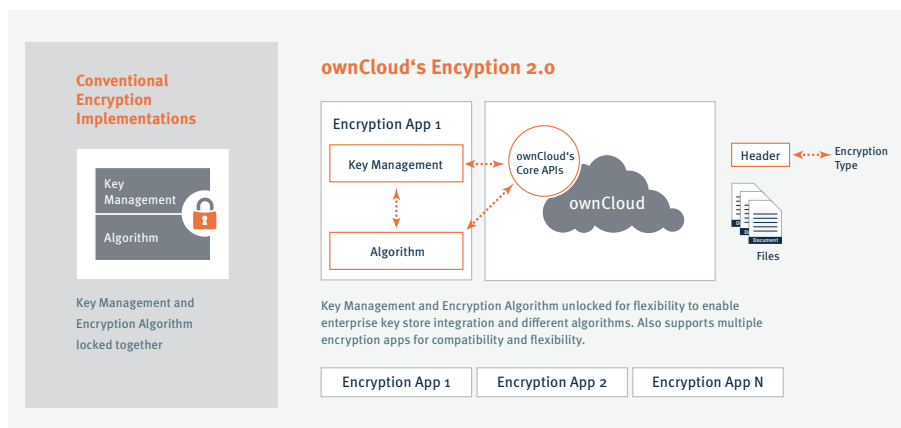 Conventional
Encryption
Implementations
Key
Management
Algorithm
Key Management and
Encryption Algorithm
locked together
ownCloud‘s Encyption 2.0
Encryption App 1
Key Management
Algorithm
ownCloud's
Core APIs
ownCloud
Header
Encryption
Type
D
Do
Document
Files
Key Management and Encryption Algorithm unlocked for flexibility to enable
enterprise key store integration and different algorithms. Also supports multiple
encryption apps for compatibility and flexibility.
Encryption App 1
Encryption App 2
Encryption App N